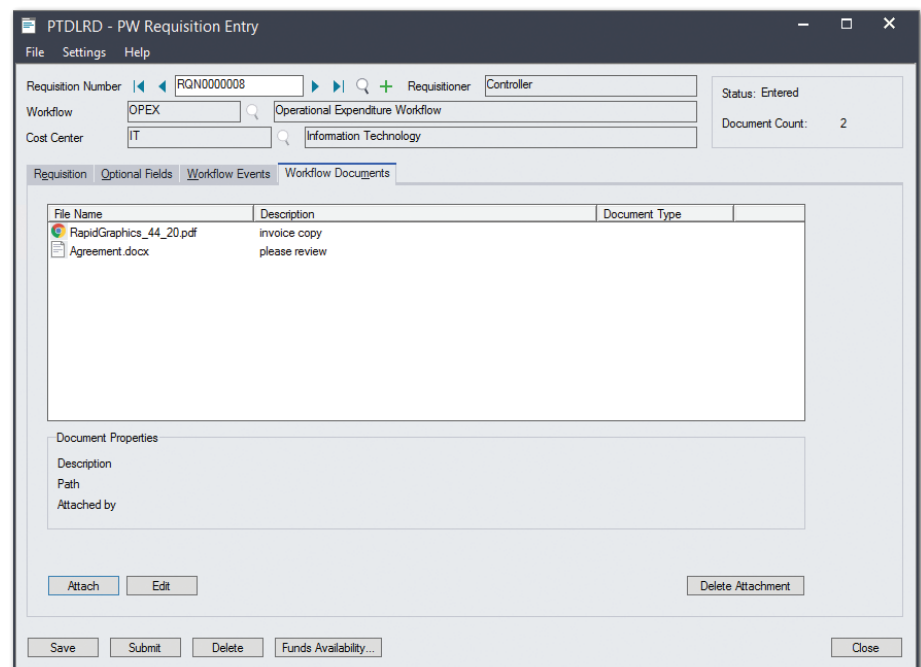 PTDLRD - PW Requisition Entry
File Settings Help
Requisition Number RQN0000008 Requisitioner Controller
Status: Entered
Workflow OPEX Operational Expenditure Workflow
Document Count: 2
Cost Center IT Information Technology
Requisition Optional Fields Workflow Events Workflow Documents
File Name Description Document Type
RapidGraphics_44_20.pdf invoice copy
Agreement.docx please review
Document Properties
Description
Path
Attached by
Attach Edit Delete Attachment
Save Submit Delete Funds Availability... Close